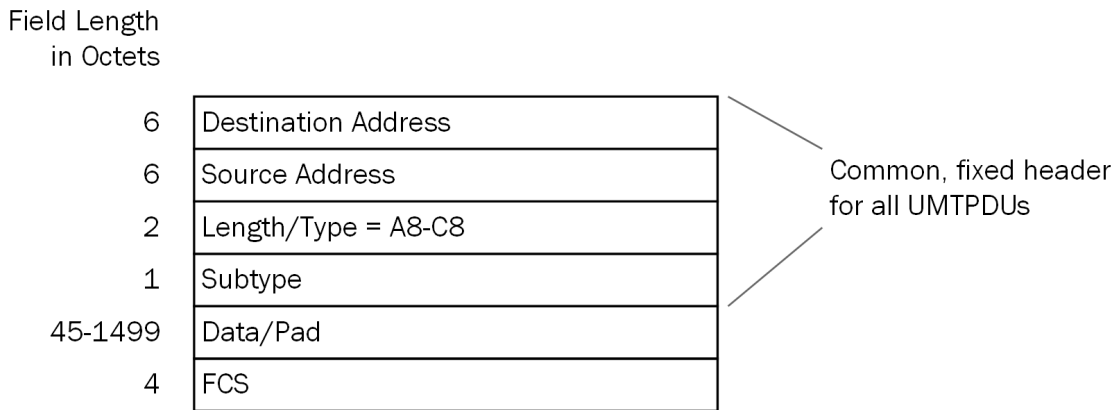 Field Length
in Octets
6 Destination Address
6 Source Address
2 Length/Type = A8-C8
1 Subtype
45-1499 Data/Pad
4 FCS
Common, fixed header
for all UMTPDUs